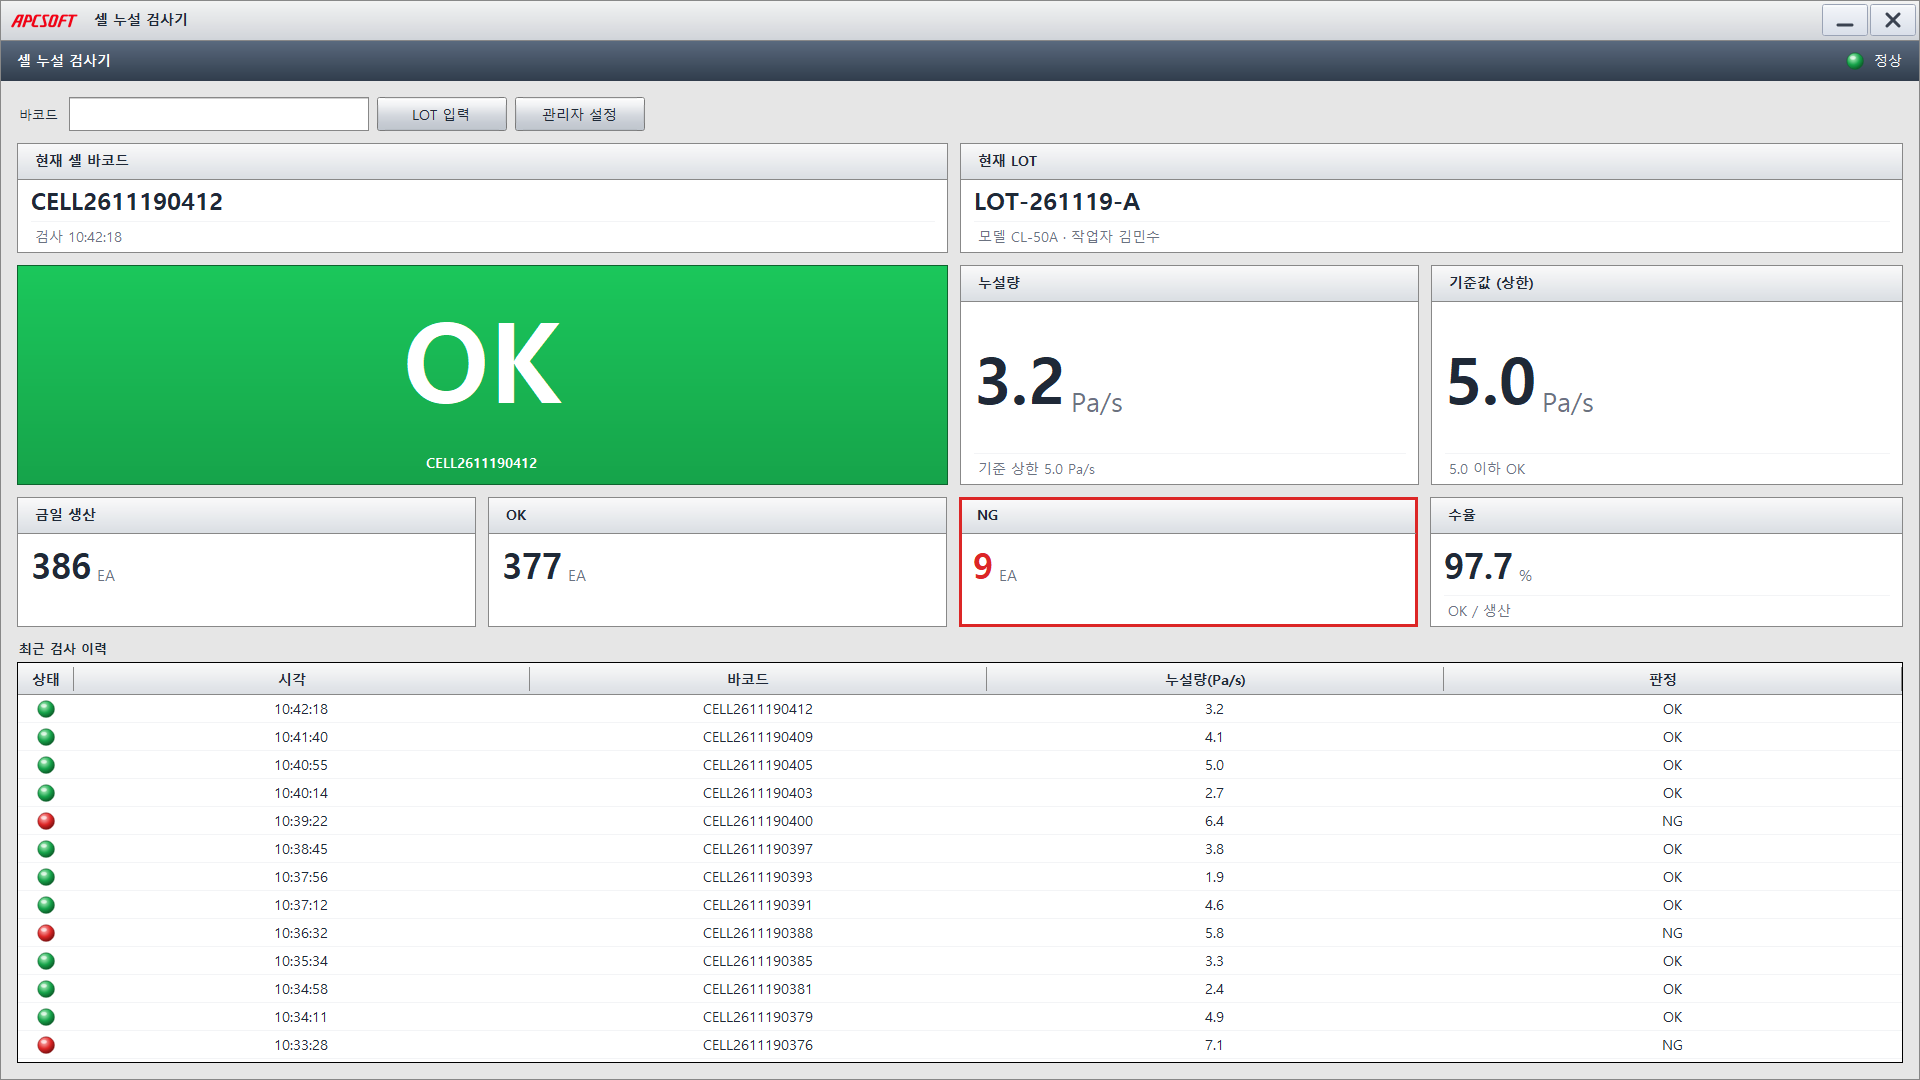 APCSOFT 셀 누설 검사기
셀 누설 검사기 정상
바코드 LOT 입력 관리자 설정
현재 셀 바코드 현재 LOT
CELL2611190412 LOT-261119-A
검사 10:42:18 모델 CL-50A · 작업자 김민수
OK
CELL2611190412
누설량
3.2 Pa/s
기준 상한 5.0 Pa/s
기준값 (상한)
5.0 Pa/s
5.0 이하 OK
금일 생산
386 EA
OK
377 EA
NG
9 EA
수율
97.7 %
OK / 생산
최근 검사 이력
상태 시각 바코드 누설량(Pa/s) 판정
10:42:18 CELL2611190412 3.2 OK
10:41:40 CELL2611190409 4.1 OK
10:40:55 CELL2611190405 5.0 OK
10:40:14 CELL2611190403 2.7 OK
10:39:22 CELL2611190400 6.4 NG
10:38:45 CELL2611190397 3.8 OK
10:37:56 CELL2611190393 1.9 OK
10:37:12 CELL2611190391 4.6 OK
10:36:32 CELL2611190388 5.8 NG
10:35:34 CELL2611190385 3.3 OK
10:34:58 CELL2611190381 2.4 OK
10:34:11 CELL2611190379 4.9 OK
10:33:28 CELL2611190376 7.1 NG